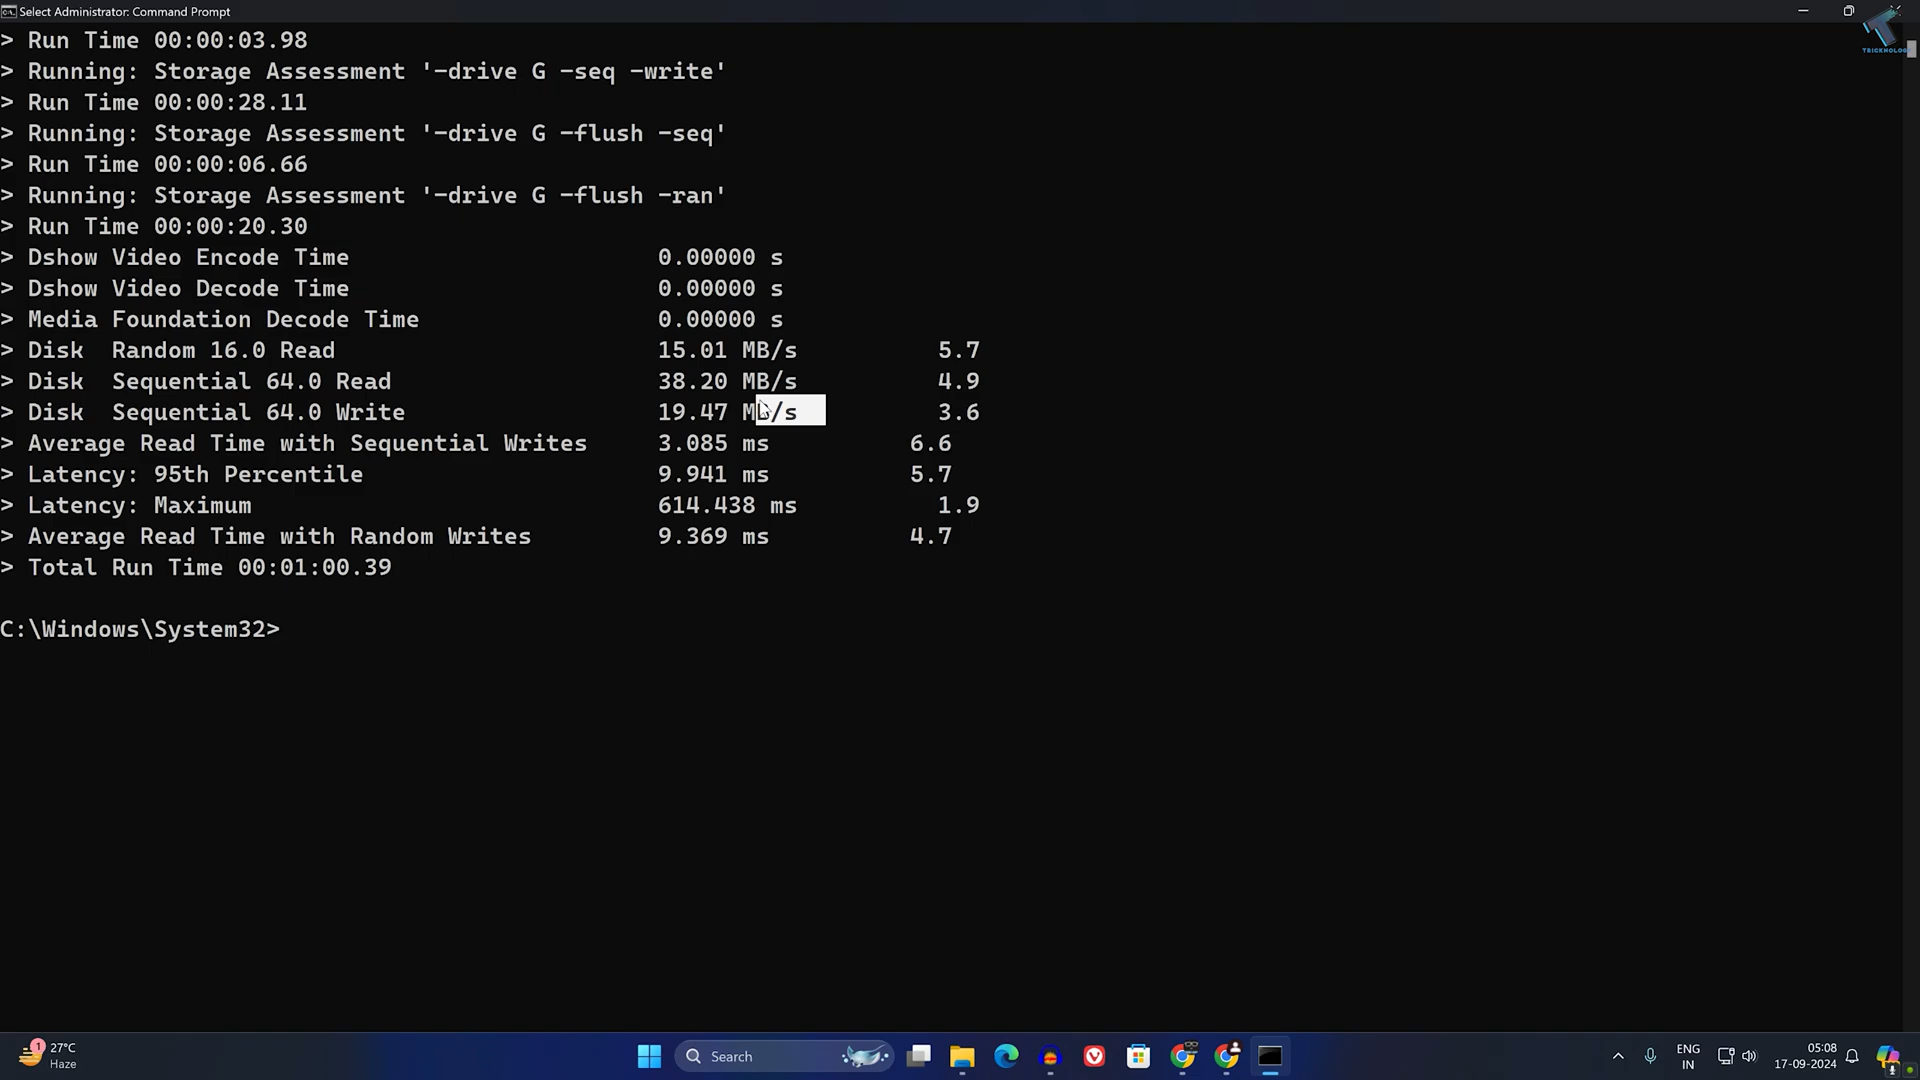 Select Administrator: Command Prompt
TRICKNOLOGY
> Run Time 00:00:03.98
> Running: Storage Assessment '-drive G -seq -write'
> Run Time 00:00:28.11
> Running: Storage Assessment '-drive G -flush -seq'
> Run Time 00:00:06.66
> Running: Storage Assessment '-drive G -flush -ran'
> Run Time 00:00:20.30
> Dshow Video Encode Time 0.00000 s
> Dshow Video Decode Time 0.00000 s
> Media Foundation Decode Time 0.00000 s
> Disk  Random 16.0 Read 15.01 MB/s 5.7
> Disk  Sequential 64.0 Read 38.20 MB/s 4.9
> Disk  Sequential 64.0 Write 19.47 MB/s 3.6
> Average Read Time with Sequential Writes 3.085 ms 6.6
> Latency: 95th Percentile 9.941 ms 5.7
> Latency: Maximum 614.438 ms 1.9
> Average Read Time with Random Writes 9.369 ms 4.7
> Total Run Time 00:01:00.39
C:\Windows\System32>
1
27°C
Haze
Search
ENG
IN
05:08
17-09-2024